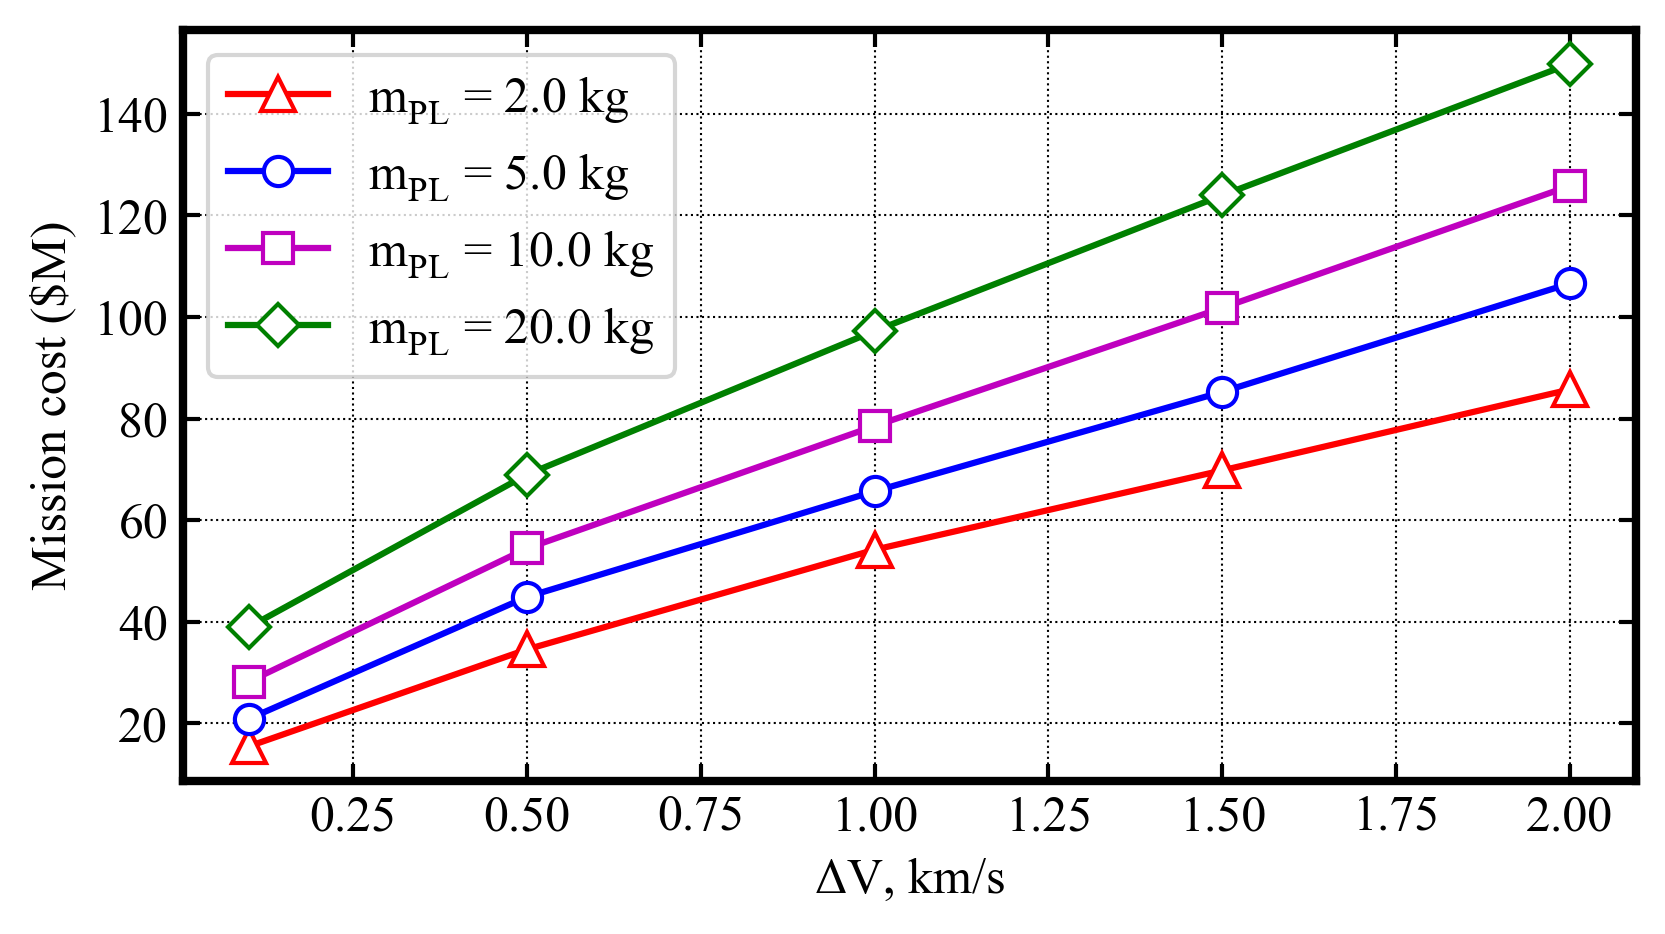 m_PL = 2.0 kg
m_PL = 5.0 kg
m_PL = 10.0 kg
m_PL = 20.0 kg
Mission cost ($M)
140
120
100
80
60
40
20
0.25 0.50 0.75 1.00 1.25 1.50 1.75 2.00
ΔV, km/s